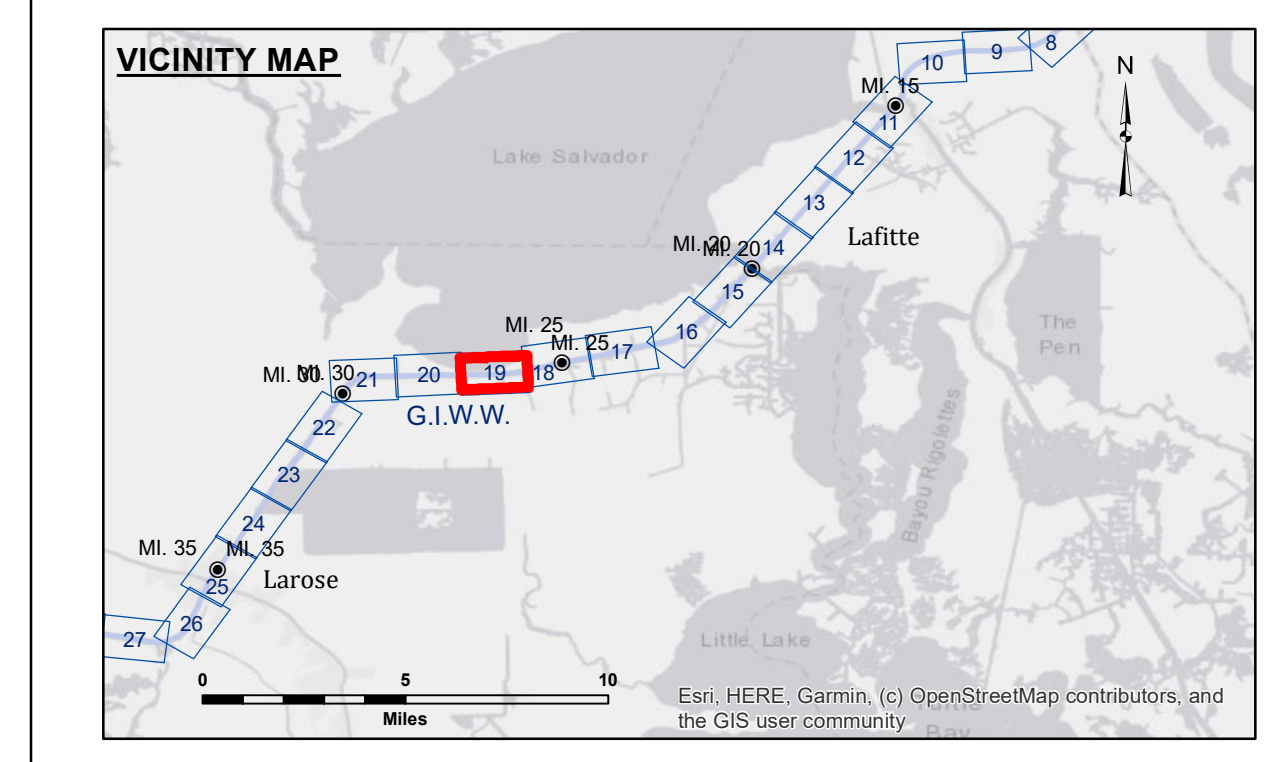 VICINITY MAP
8
9
10
N
MI. 15
11
12
Lake Salvador
13
Lafitte
MI. 20
MI. 20
14
15
The
Pen
MI. 25
MI. 25
16
17
18
19
20
21
MI. 30
MI. 30
G.I.W.W.
22
Bayou Rigolettes
23
24
MI. 35
MI. 35
25
Larose
26
27
Little Lake
0 5 10
Miles
Esri, HERE, Garmin, (c) OpenStreetMap contributors, and
the GIS user community
Bay